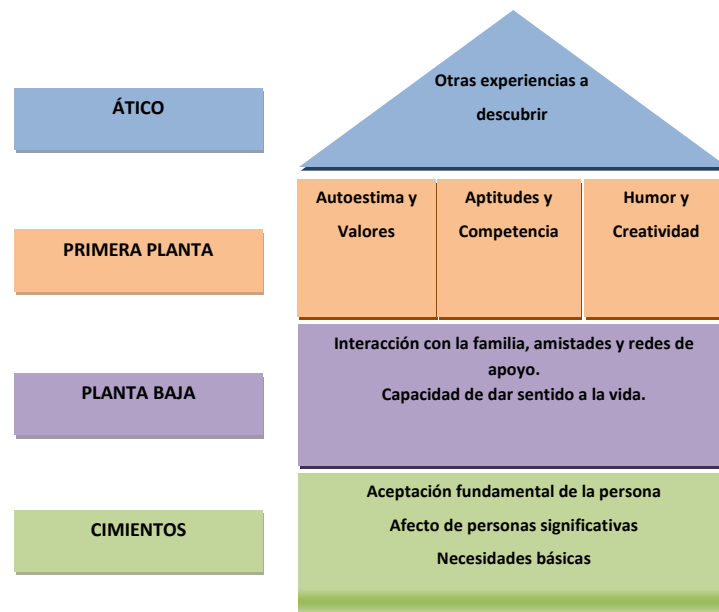 ÁTICO
Otras experiencias a
descubrir
PRIMERA PLANTA
Autoestima y
Valores
Aptitudes y
Competencia
Humor y
Creatividad
PLANTA BAJA
Interacción con la familia, amistades y redes de
apoyo.
Capacidad de dar sentido a la vida.
CIMIENTOS
Aceptación fundamental de la persona
Afecto de personas significativas
Necesidades básicas